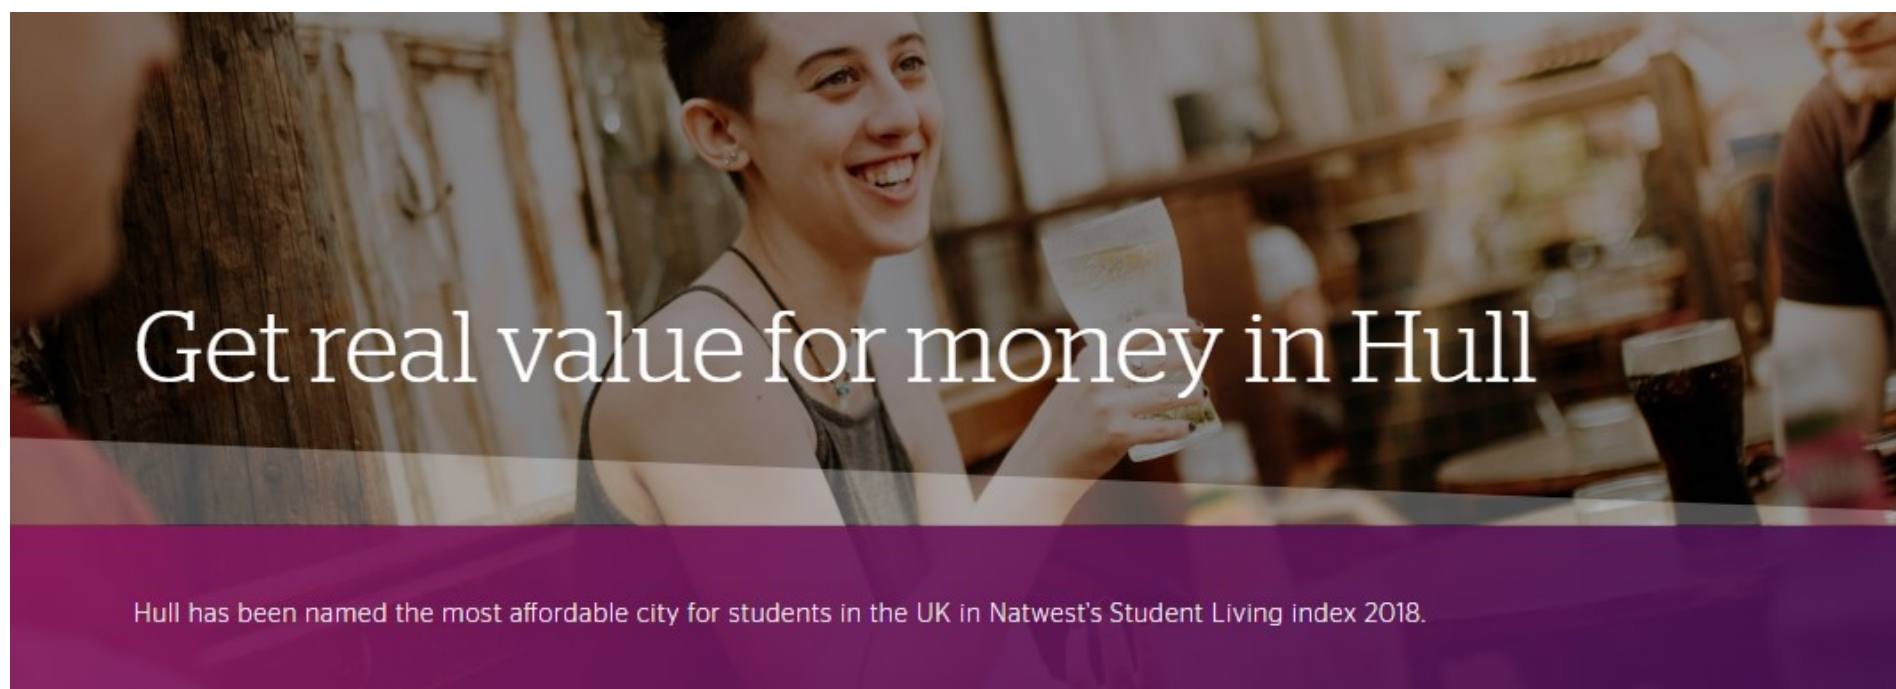 Get real value for money in Hull
Hull has been named the most affordable city for students in the UK in Natwest's Student Living index 2018.